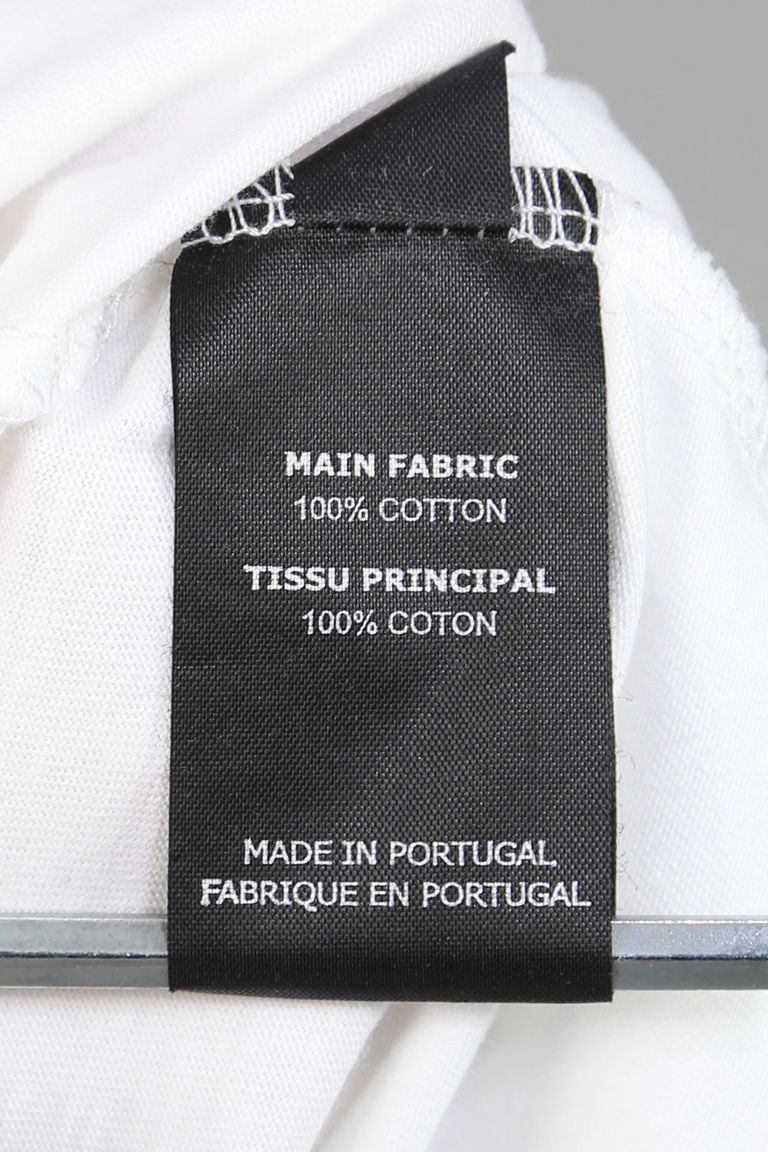 MAIN FABRIC
100% COTTON
TISSU PRINCIPAL
100% COTON
MADE IN PORTUGAL
FABRIQUE EN PORTUGAL